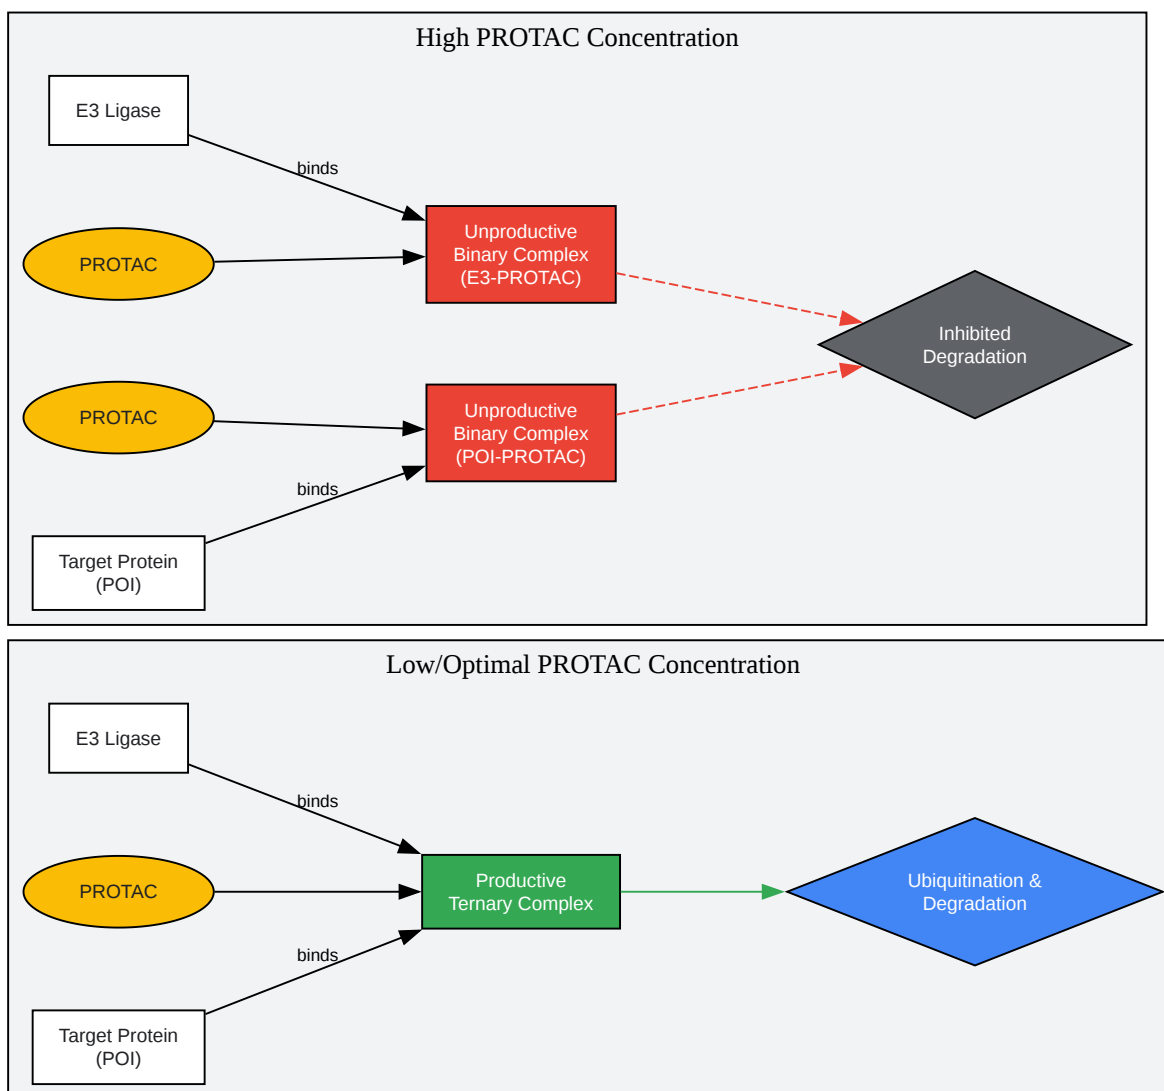 High PROTAC Concentration
E3 Ligase
binds
PROTAC
Unproductive
Binary Complex
(E3-PROTAC)
Inhibited
Degradation
PROTAC
Unproductive
Binary Complex
(POI-PROTAC)
binds
Target Protein
(POI)
Low/Optimal PROTAC Concentration
E3 Ligase
binds
PROTAC
Productive
Ternary Complex
Ubiquitination &
Degradation
binds
Target Protein
(POI)